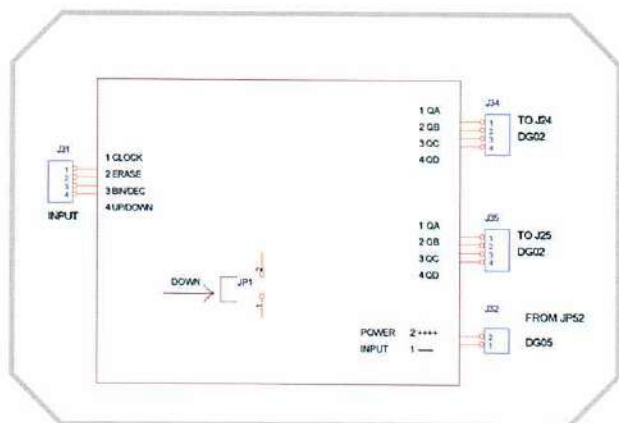 J31
1
2
3
4
INPUT
1 CLOCK
2 ERASE
3 BIN/DEC
4 UP/DOWN
DOWN
JP1
2
1
1 QA
2 QB
3 QC
4 QD
J34
1
2
3
4
TO J24
DG02
1 QA
2 QB
3 QC
4 QD
J35
1
2
3
4
TO J25
DG02
POWER 2 ++++
INPUT 1 ----
J32
2
1
FROM JP52
DG05